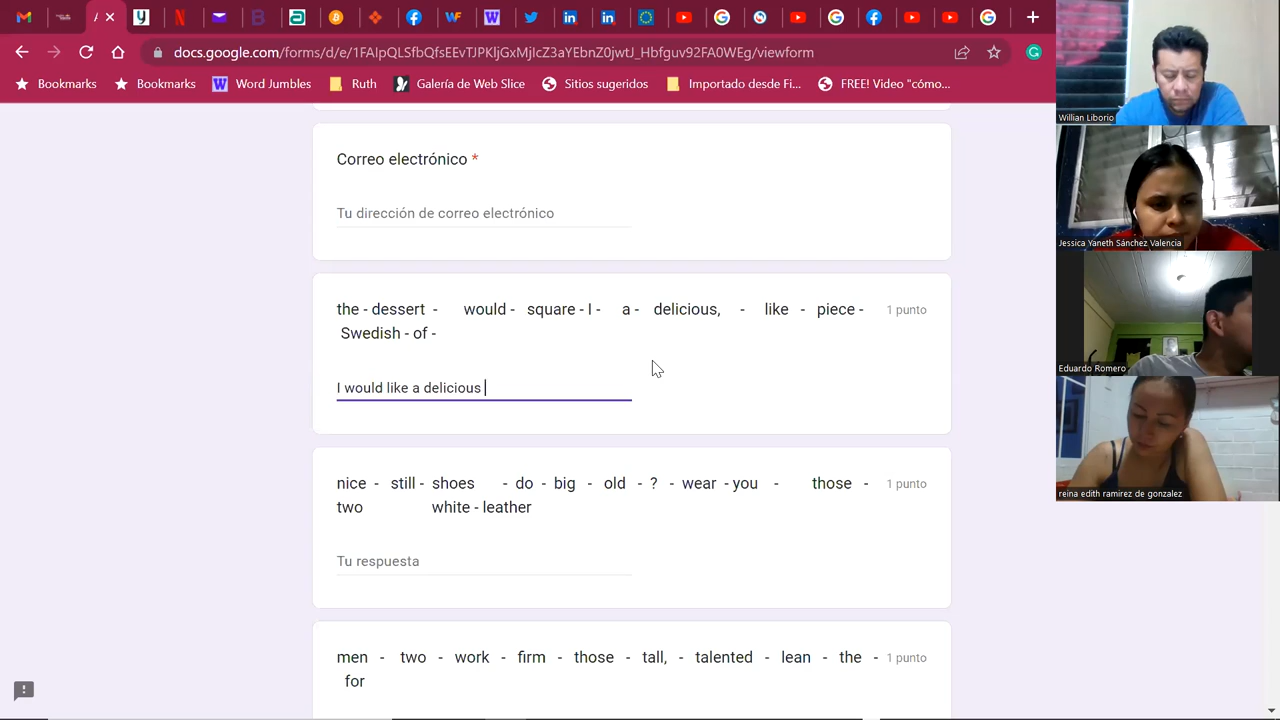 docs.google.com/forms/d/e/1FAIpQLSfbQfsEEvTJPKljGxMjlcZ3aYEbnZ0jwtJ_Hbfguv92FA0WEg/viewform
Bookmarks Bookmarks Word Jumbles Ruth Galería de Web Slice Sitios sugeridos Importado desde Fi... FREE! Video "cómo...
Willian Liborio
Correo electrónico *
Tu dirección de correo electrónico
Jessica Yaneth Sánchez Valencia
the - dessert - would - square - I - a - delicious, - like - piece - 1 punto
Swedish - of -
Eduardo Romero
I would like a delicious
nice - still - shoes - do - big - old - ? - wear - you - those - 1 punto
reina edith ramirez de gonzalez
two white - leather
Tu respuesta
men - two - work - firm - those - tall, - talented - lean - the - 1 punto
for